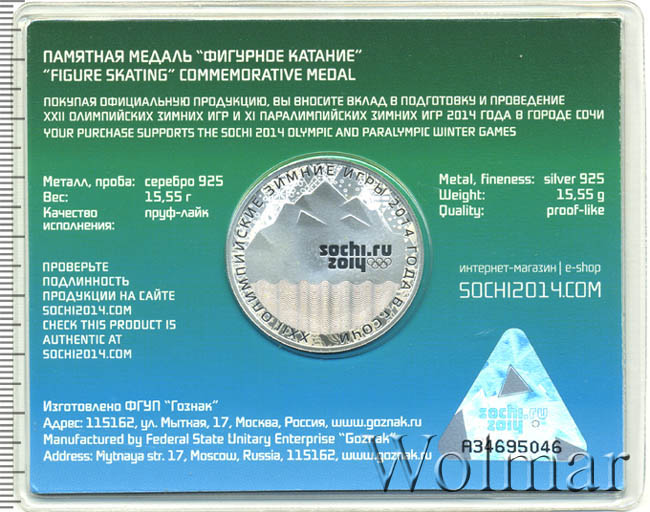 ПАМЯТНАЯ МЕДАЛЬ "ФИГУРНОЕ КАТАНИЕ"
"FIGURE SKATING" COMMEMORATIVE MEDAL
ПОКУПАЯ ОФИЦИАЛЬНУЮ ПРОДУКЦИЮ, ВЫ ВНОСИТЕ ВКЛАД В ПОДГОТОВКУ И ПРОВЕДЕНИЕ
XXII ОЛИМПИЙСКИХ ЗИМНИХ ИГР И XI ПАРАЛИМПИЙСКИХ ЗИМНИХ ИГР 2014 ГОДА В ГОРОДЕ СОЧИ
YOUR PURCHASE SUPPORTS THE SOCHI 2014 OLYMPIC AND PARALYMPIC WINTER GAMES
Металл, проба: серебро 925
Вес: 15,55 г
Качество исполнения: пруф-лайк
Metal, fineness: silver 925
Weight: 15,55 g
Quality: proof-like
XXII ОЛИМПИЙСКИЕ ЗИМНИЕ ИГРЫ 2014 ГОДА В Г. СОЧИ
sochi.ru
2014
ПРОВЕРЬТЕ
ПОДЛИННОСТЬ
ПРОДУКЦИИ НА САЙТЕ
SOCHI2014.COM
CHECK THIS PRODUCT IS
AUTHENTIC AT
SOCHI2014.COM
интернет-магазин | e-shop
SOCHI2014.COM
sochi.ru
2014
A34695046
Изготовлено ФГУП "Гознак"
Адрес: 115162, ул. Мытная, 17, Москва, Россия, www.goznak.ru
Manufactured by Federal State Unitary Enterprise "Goznak"
Address: Mytnaya str. 17, Moscow, Russia, 115162, www.goznak.ru
Wolmar